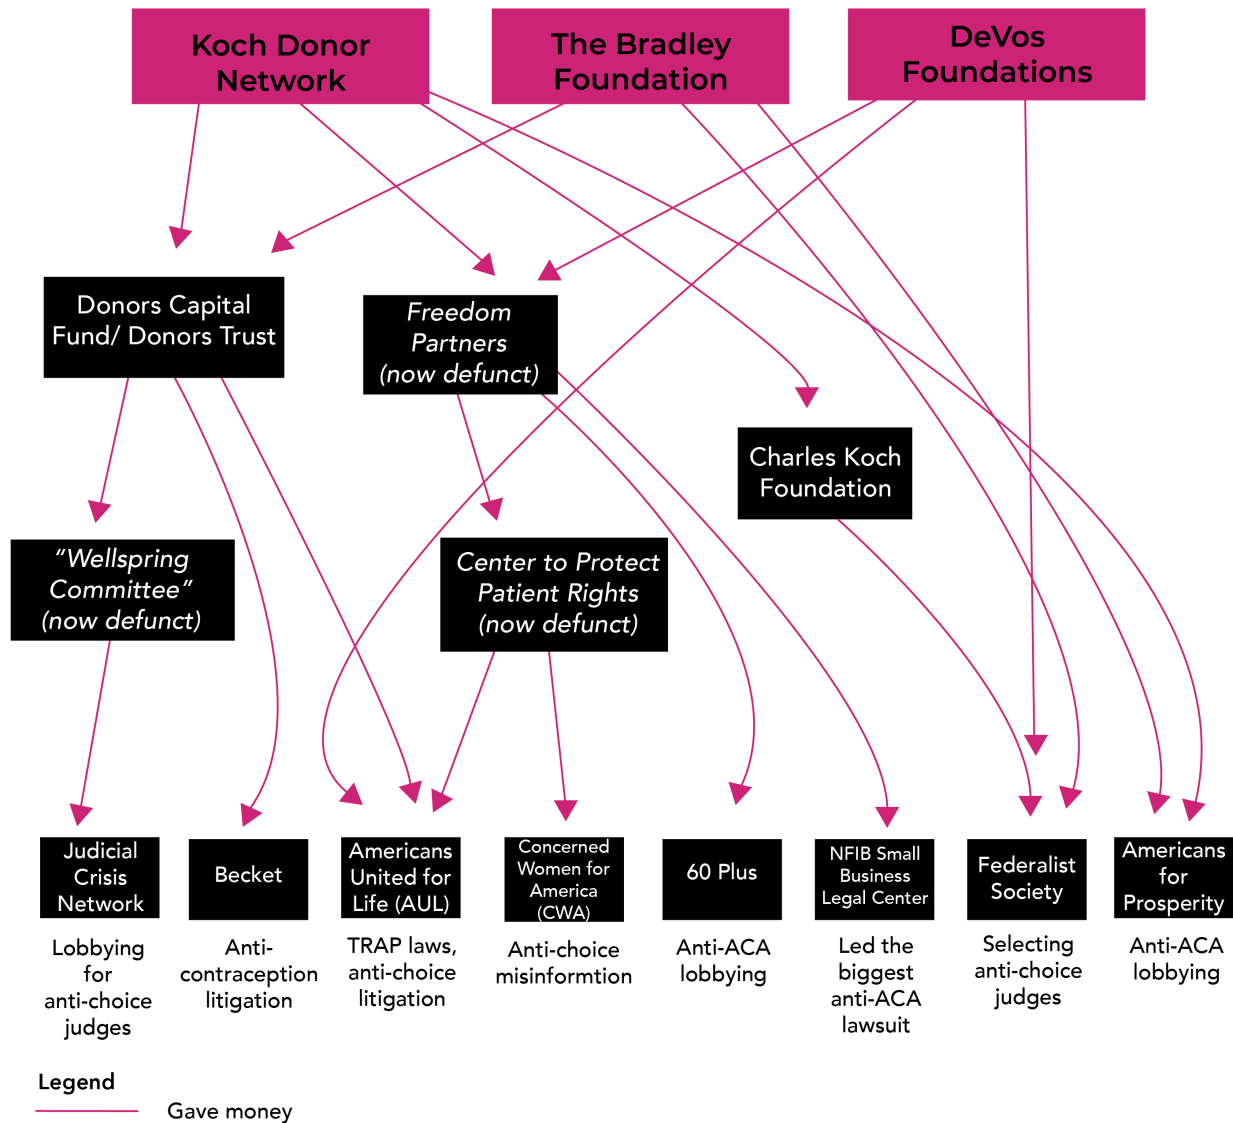 Koch Donor
Network
The Bradley
Foundation
DeVos
Foundations
Donors Capital
Fund/ Donors Trust
Freedom
Partners
(now defunct)
Charles Koch
Foundation
“Wellspring
Committee”
(now defunct)
Center to Protect
Patient Rights
(now defunct)
Judicial
Crisis
Network
Becket
Americans
United for
Life (AUL)
Concerned
Women for
America
(CWA)
60 Plus
NFIB Small
Business
Legal Center
Federalist
Society
Americans
for
Prosperity
Lobbying
for
anti-choice
judges
Anti-
contraception
litigation
TRAP laws,
anti-choice
litigation
Anti-choice
misinformtion
Anti-ACA
lobbying
Led the
biggest
anti-ACA
lawsuit
Selecting
anti-choice
judges
Anti-ACA
lobbying
Legend
Gave money